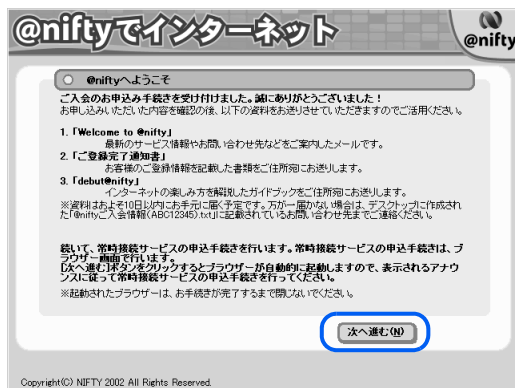 @niftyでインターネット
@nifty
@niftyへようこそ
ご入会のお申込み手続きを受け付けました。誠にありがとうございました！
お申し込みいただいた内容を確認の後、以下の資料をお送りさせていただきますのでご活用ください。
1. 「Welcome to @nifty」
最新のサービス情報やお問い合わせ先などをご案内したメールです。
2. 「ご登録完了通知書」
お客様のご登録情報を記載した書類をご住所宛にお送りします。
3. 「debut@nifty」
インターネットの楽しみ方を解説したガイドブックをご住所宛にお送りします。
※資料はおよそ10日以内にお手元に届く予定です。万が一届かない場合は、デスクトップに作成され
た「@niftyご入会情報(ABC12345).txt」に記載されているお問い合わせ先までご連絡ください。
続いて、常時接続サービスの申込手続きを行います。常時接続サービスの申込手続きは、ブ
ラウザー画面で行います。
[次へ進む]ボタンをクリックするとブラウザーが自動的に起動しますので、表示されるアナウ
ンスに従って常時接続サービスの申込手続きを行ってください。
※起動されたブラウザーは、お手続きが完了するまで閉じないでください。
次へ進む(N)
Copyright(C) NIFTY 2002 All Rights Reserved.